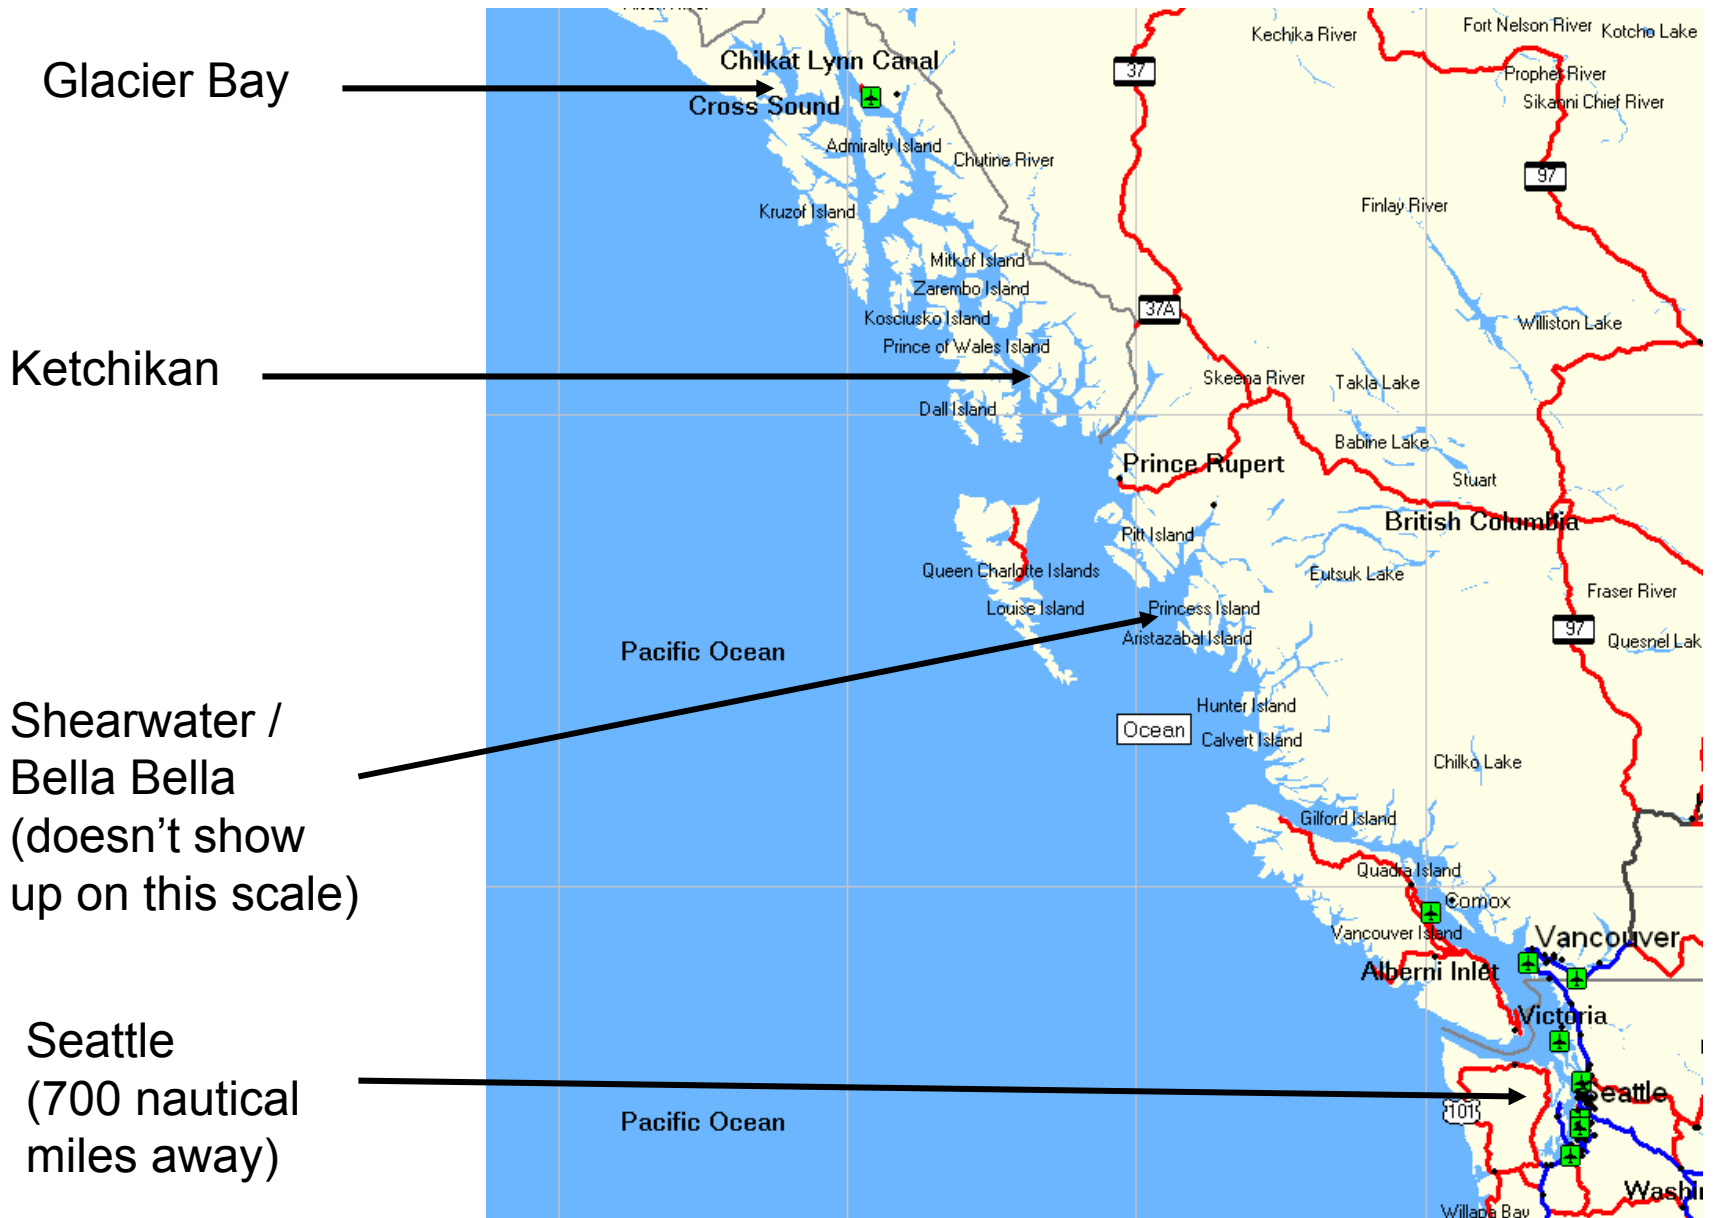 Glacier Bay
Ketchikan
Shearwater /
Bella Bella
(doesn’t show
up on this scale)
Seattle
(700 nautical
miles away)
Chilkat Lynn Canal
Cross Sound
Admiralty Island
Chutine River
Kruzof Island
Mitkof Island
Zarembo Island
Kosciusko Island
Prince of Wales Island
Dall Island
Kechika River
Fort Nelson River
Kotcho Lake
Prophet River
Sikanni Chief River
37
97
Finlay River
37A
Williston Lake
Skeena River
Takla Lake
Babine Lake
Prince Rupert
Stuart
British Columbia
Pitt Island
Queen Charlotte Islands
Eutsuk Lake
Louise Island
Princess Island
Fraser River
Aristazabal Island
97
Quesnel Lak
Pacific Ocean
Hunter Island
Ocean
Calvert Island
Chilko Lake
Gilford Island
Quadra Island
Comox
Vancouver Island
Vancouver
Alberni Inlet
Victoria
Seattle
101
Pacific Ocean
Washi
Willapa Bay